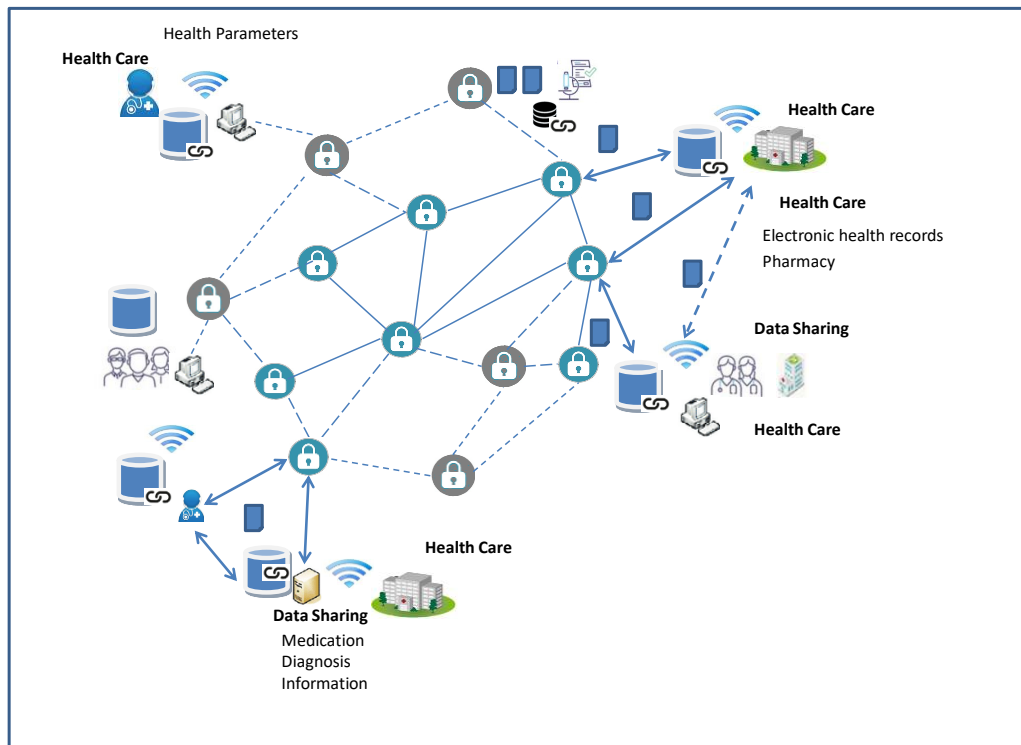 Health Parameters
Health Care
Health Care
Health Care
Electronic health records
Pharmacy
Data Sharing
Health Care
Health Care
Data Sharing
Medication
Diagnosis
Information